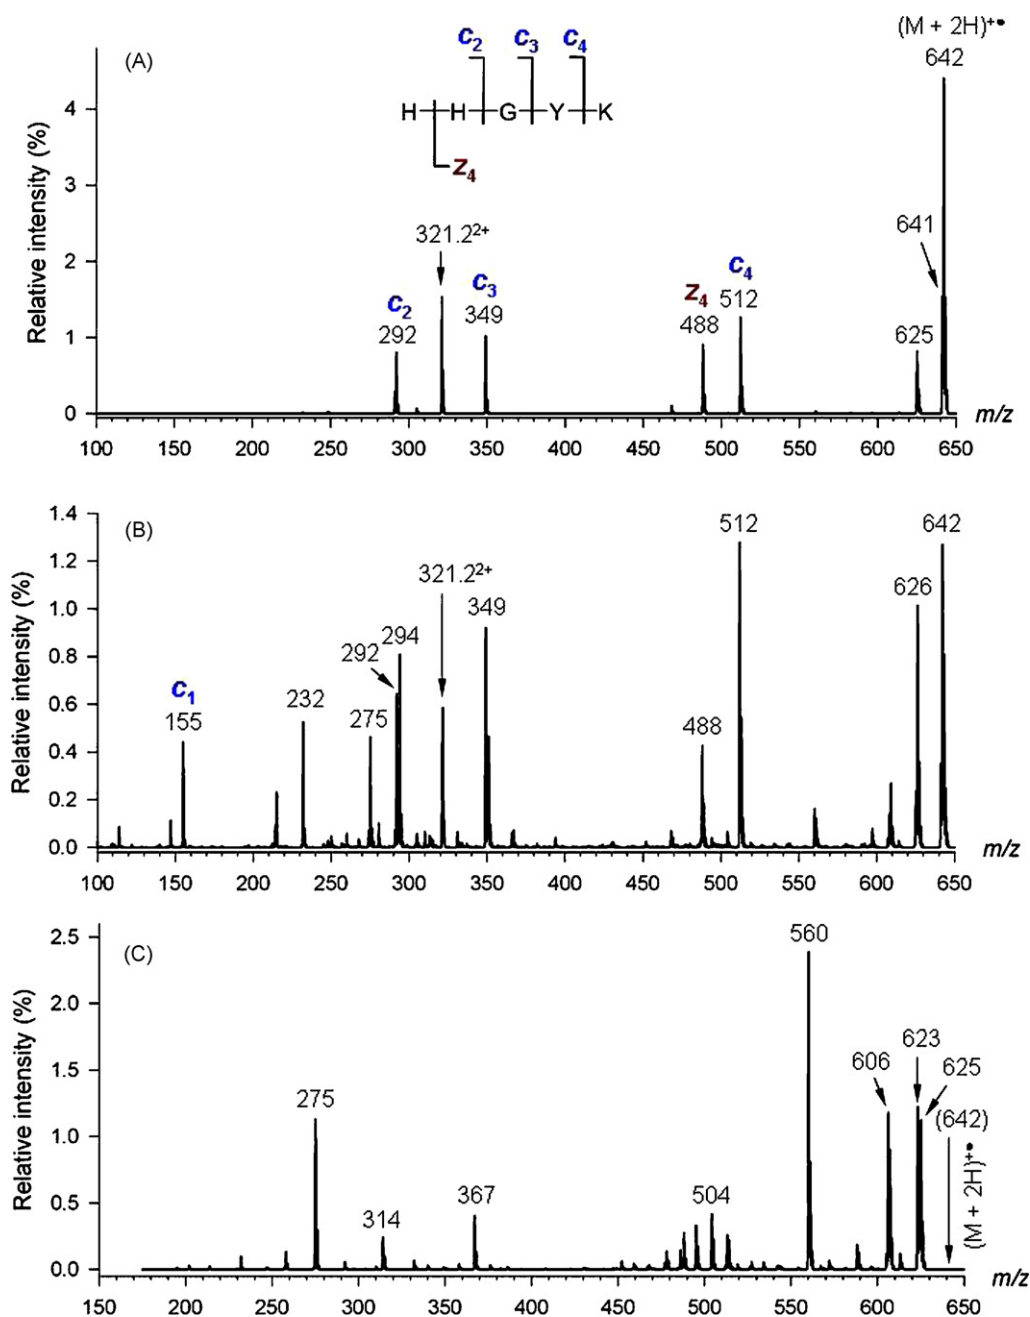 (A)
c2 c3 c4
(M + 2H)+•
642
H H G Y K
z4
641
321.2²⁺
c2
292
c3
349
z4
488
c4
512
625
Relative intensity (%)
4
3
2
1
0
100 150 200 250 300 350 400 450 500 550 600 650 m/z
(B)
512
642
321.2²⁺
626
349
294
292
c1
155
232
275
488
Relative intensity (%)
1.4
1.2
1.0
0.8
0.6
0.4
0.2
0.0
100 150 200 250 300 350 400 450 500 550 600 650 m/z
(C)
560
623
606
625
(642)
(M + 2H)+•
275
314
367
504
Relative intensity (%)
2.5
2.0
1.5
1.0
0.5
0.0
150 200 250 300 350 400 450 500 550 600 650 m/z